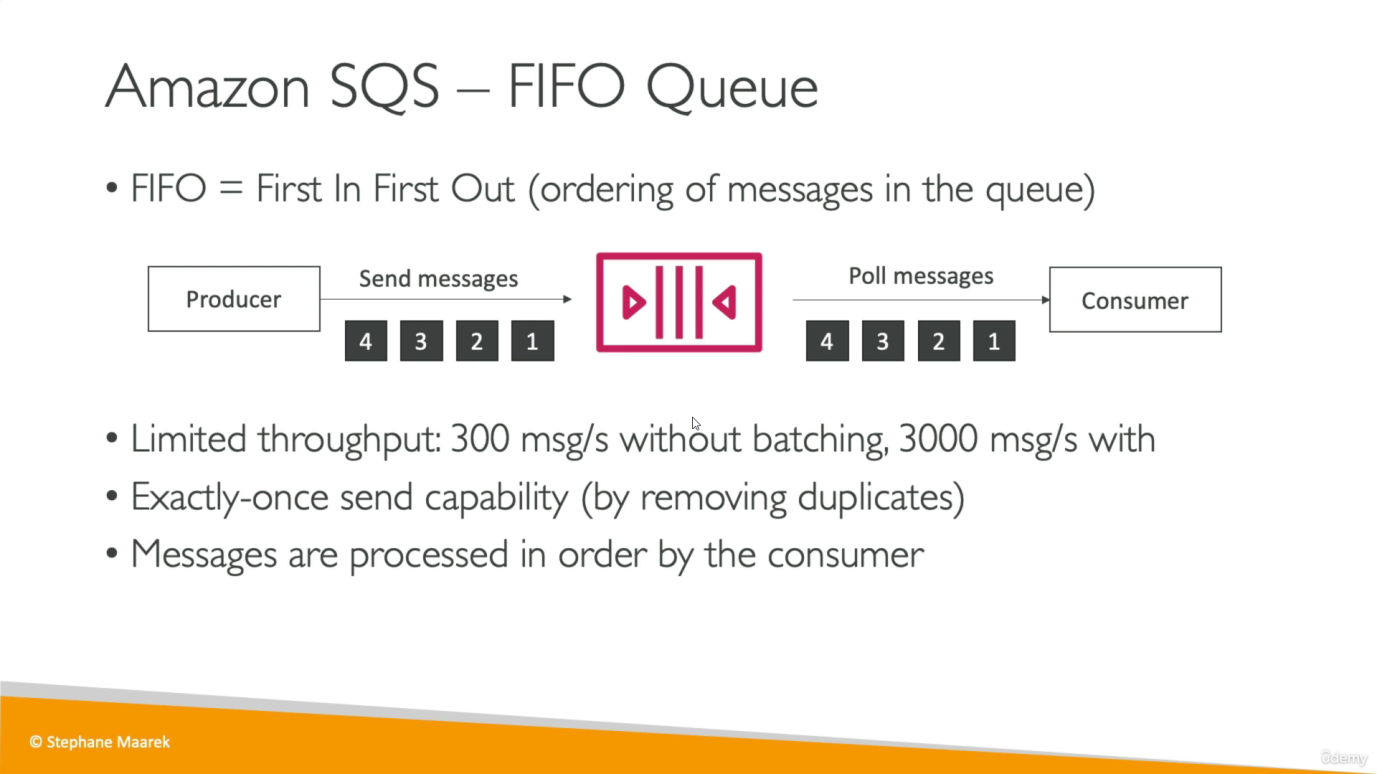 Amazon SQS – FIFO Queue
• FIFO = First In First Out (ordering of messages in the queue)
Producer
Send messages
4 3 2 1
Poll messages
4 3 2 1
Consumer
• Limited throughput: 300 msg/s without batching, 3000 msg/s with
• Exactly-once send capability (by removing duplicates)
• Messages are processed in order by the consumer
© Stephane Maarek
ûdemy